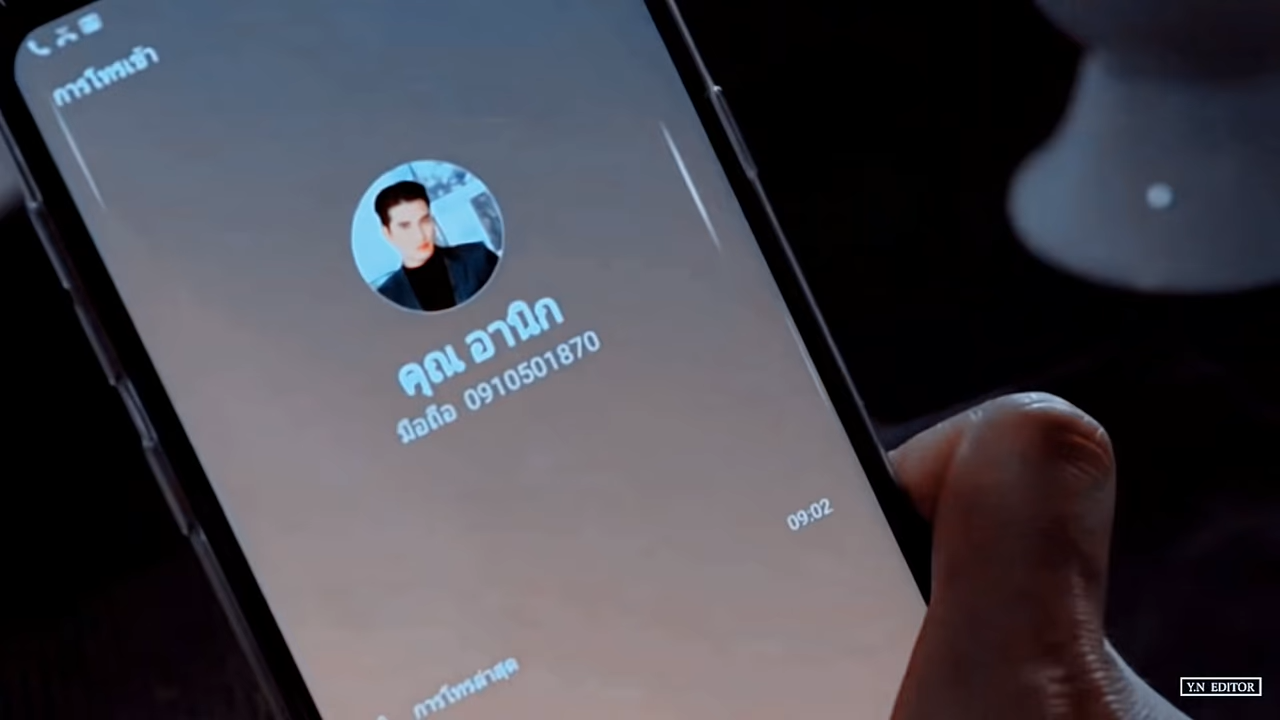 การโทรเข้า
คุณ อานิก
มือถือ 0910501870
09:02
การโทรล่าสุด
Y.N EDITOR